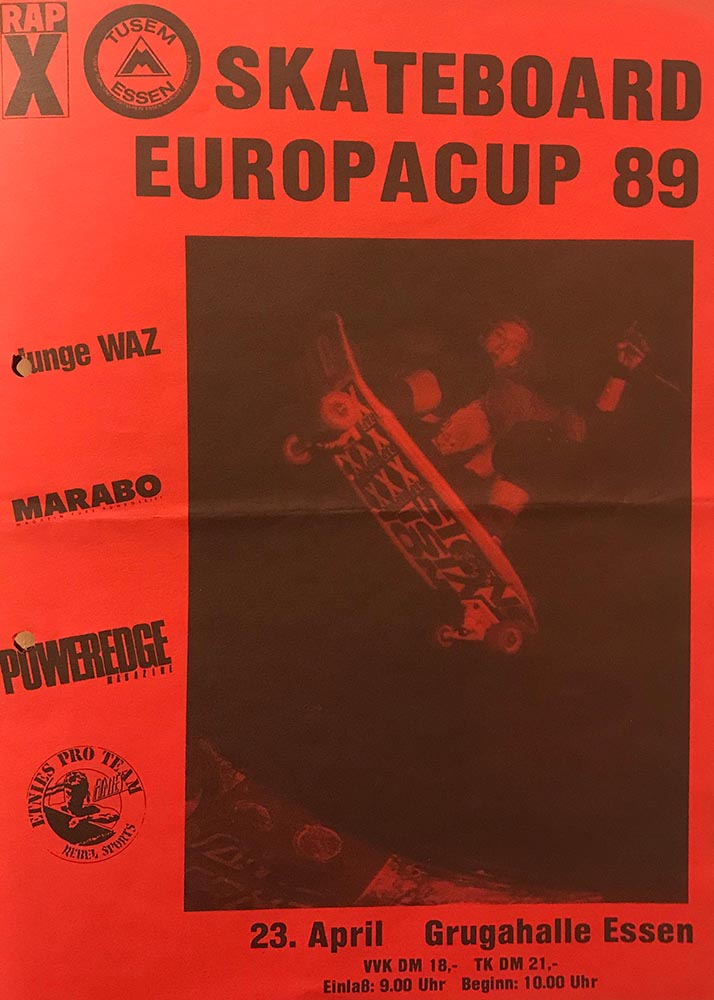 RAP
X
TUSEM
ESSEN
SKATEBOARD
EUROPACUP 89
Junge WAZ
MARABO
POWEREDGE
MAGAZINE
ETNIES PRO TEAM
REBEL SPORTS
23. April Grugahalle Essen
VVK DM 18,- TK DM 21,-
Einlaß: 9.00 Uhr Beginn: 10.00 Uhr